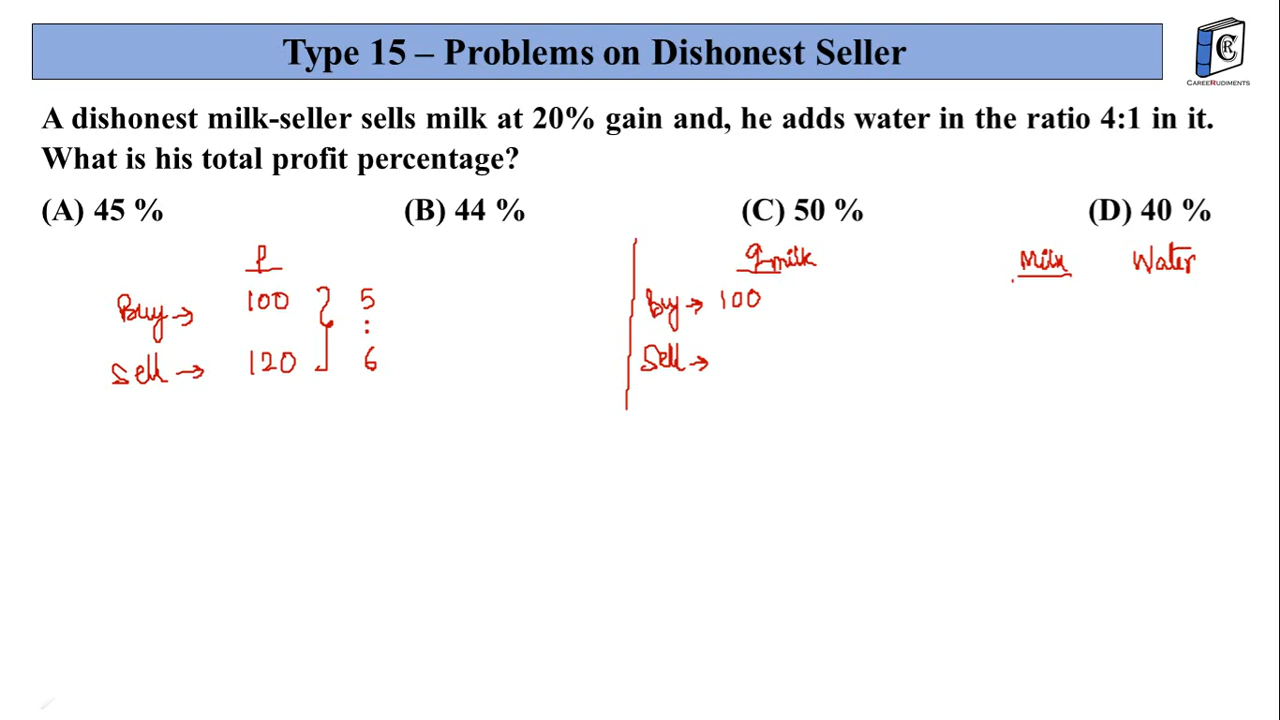 Type 15 – Problems on Dishonest Seller
CR
CAREERUDIMENTS
A dishonest milk-seller sells milk at 20% gain and, he adds water in the ratio 4:1 in it.
What is his total profit percentage?
(A) 45 % (B) 44 % (C) 50 % (D) 40 %
P q milk Milk Water
Buy → 100 5 Buy → 100
:
Sell → 120 6 Sell →